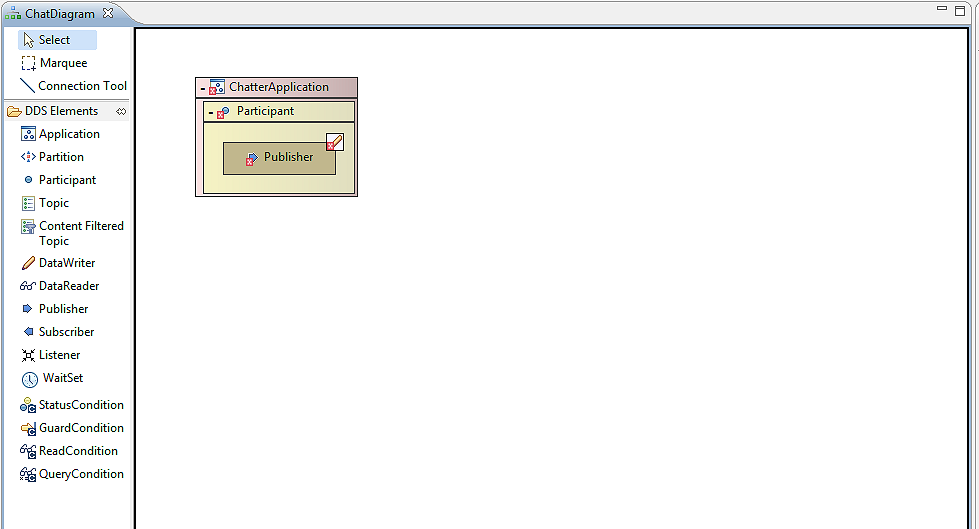 ChatDiagram
Select
Marquee
Connection Tool
DDS Elements
Application
Partition
Participant
Topic
Content Filtered
Topic
DataWriter
DataReader
Publisher
Subscriber
Listener
WaitSet
StatusCondition
GuardCondition
ReadCondition
QueryCondition
ChatterApplication
Participant
Publisher